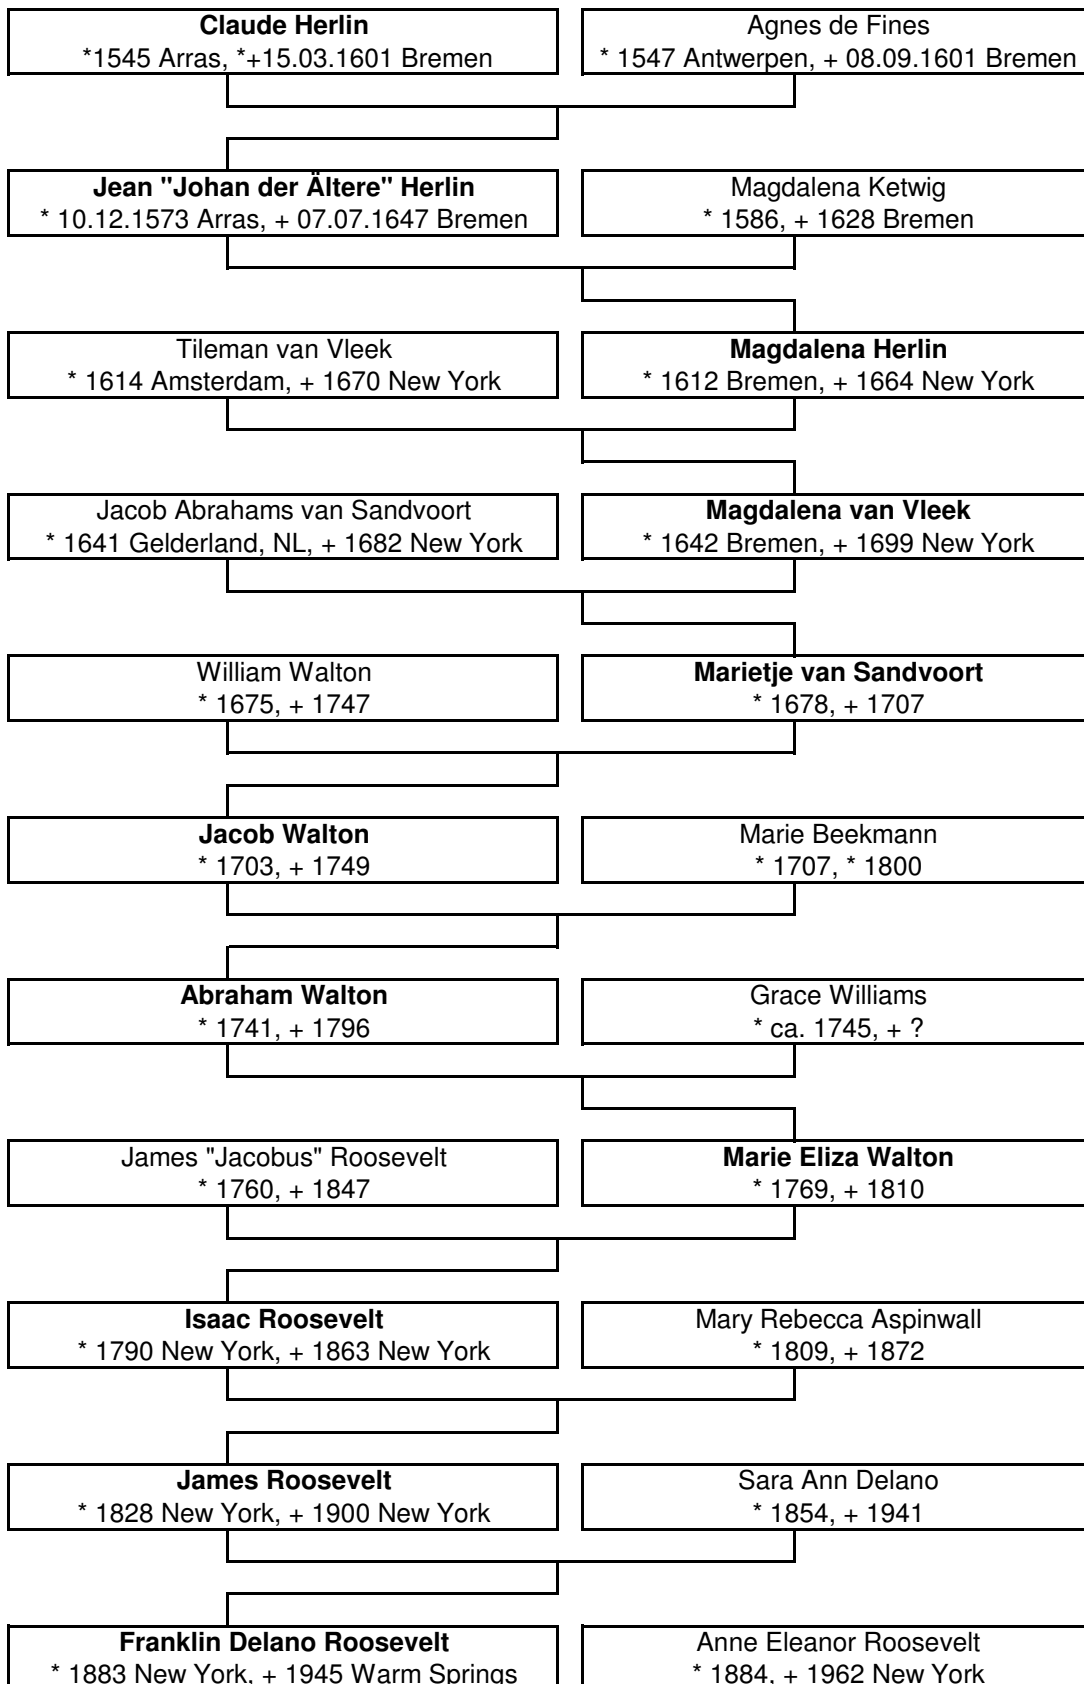 Claude Herlin
*1545 Arras, *+15.03.1601 Bremen
Agnes de Fines
* 1547 Antwerpen, + 08.09.1601 Bremen
Jean "Johan der Ältere" Herlin
* 10.12.1573 Arras, + 07.07.1647 Bremen
Magdalena Ketwig
* 1586, + 1628 Bremen
Tileman van Vleek
* 1614 Amsterdam, + 1670 New York
Magdalena Herlin
* 1612 Bremen, + 1664 New York
Jacob Abrahams van Sandvoort
* 1641 Gelderland, NL, + 1682 New York
Magdalena van Vleek
* 1642 Bremen, + 1699 New York
William Walton
* 1675, + 1747
Marietje van Sandvoort
* 1678, + 1707
Jacob Walton
* 1703, + 1749
Marie Beekmann
* 1707, * 1800
Abraham Walton
* 1741, + 1796
Grace Williams
* ca. 1745, + ?
James "Jacobus" Roosevelt
* 1760, + 1847
Marie Eliza Walton
* 1769, + 1810
Isaac Roosevelt
* 1790 New York, + 1863 New York
Mary Rebecca Aspinwall
* 1809, + 1872
James Roosevelt
* 1828 New York, + 1900 New York
Sara Ann Delano
* 1854, + 1941
Franklin Delano Roosevelt
* 1883 New York, + 1945 Warm Springs
Anne Eleanor Roosevelt
* 1884, + 1962 New York